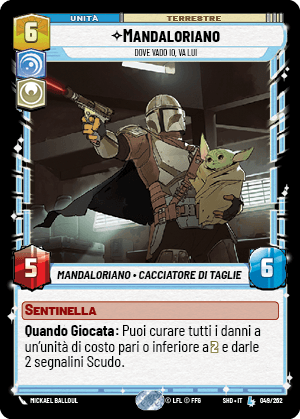 6
UNITÀ
TERRESTRE
MANDALORIANO
DOVE VADO IO, VA LUI
5
MANDALORIANO • CACCIATORE DI TAGLIE
6
SENTINELLA
Quando Giocata: Puoi curare tutti i danni a
un'unità di costo pari o inferiore a 2 e darle
2 segnalini Scudo.
MICKAEL BALLOUL
© LFL © FFG
SHD • IT
L
049/262